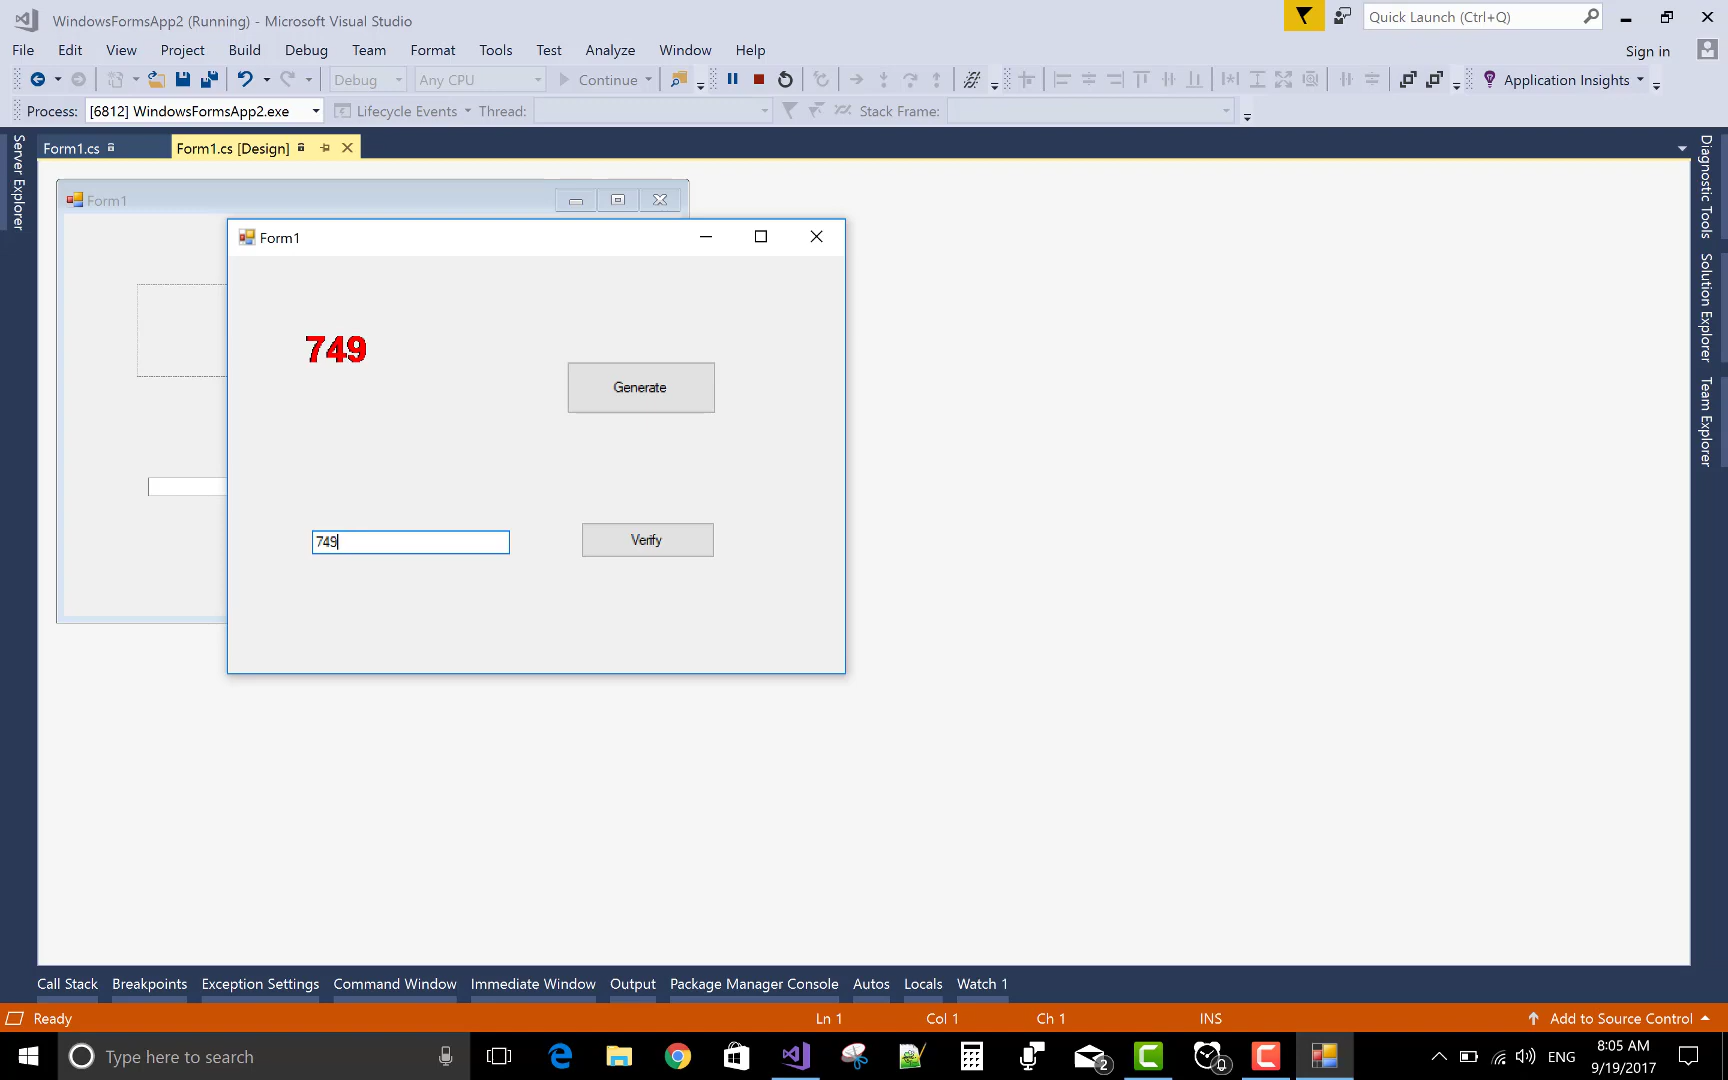 WindowsFormsApp2 (Running) - Microsoft Visual Studio
Quick Launch (Ctrl+Q)
File Edit View Project Build Debug Team Format Tools Test Analyze Window Help
Sign in
Debug Any CPU Continue Application Insights
Process: [6812] WindowsFormsApp2.exe Lifecycle Events Thread: Stack Frame:
Form1.cs Form1.cs [Design]
Server Explorer
Diagnostic Tools
Solution Explorer
Team Explorer
Form1
Form1
749
Generate
749
Verify
Call Stack Breakpoints Exception Settings Command Window Immediate Window Output Package Manager Console Autos Locals Watch 1
Ready Ln 1 Col 1 Ch 1 INS Add to Source Control
Type here to search
2
0
ENG
8:05 AM
9/19/2017